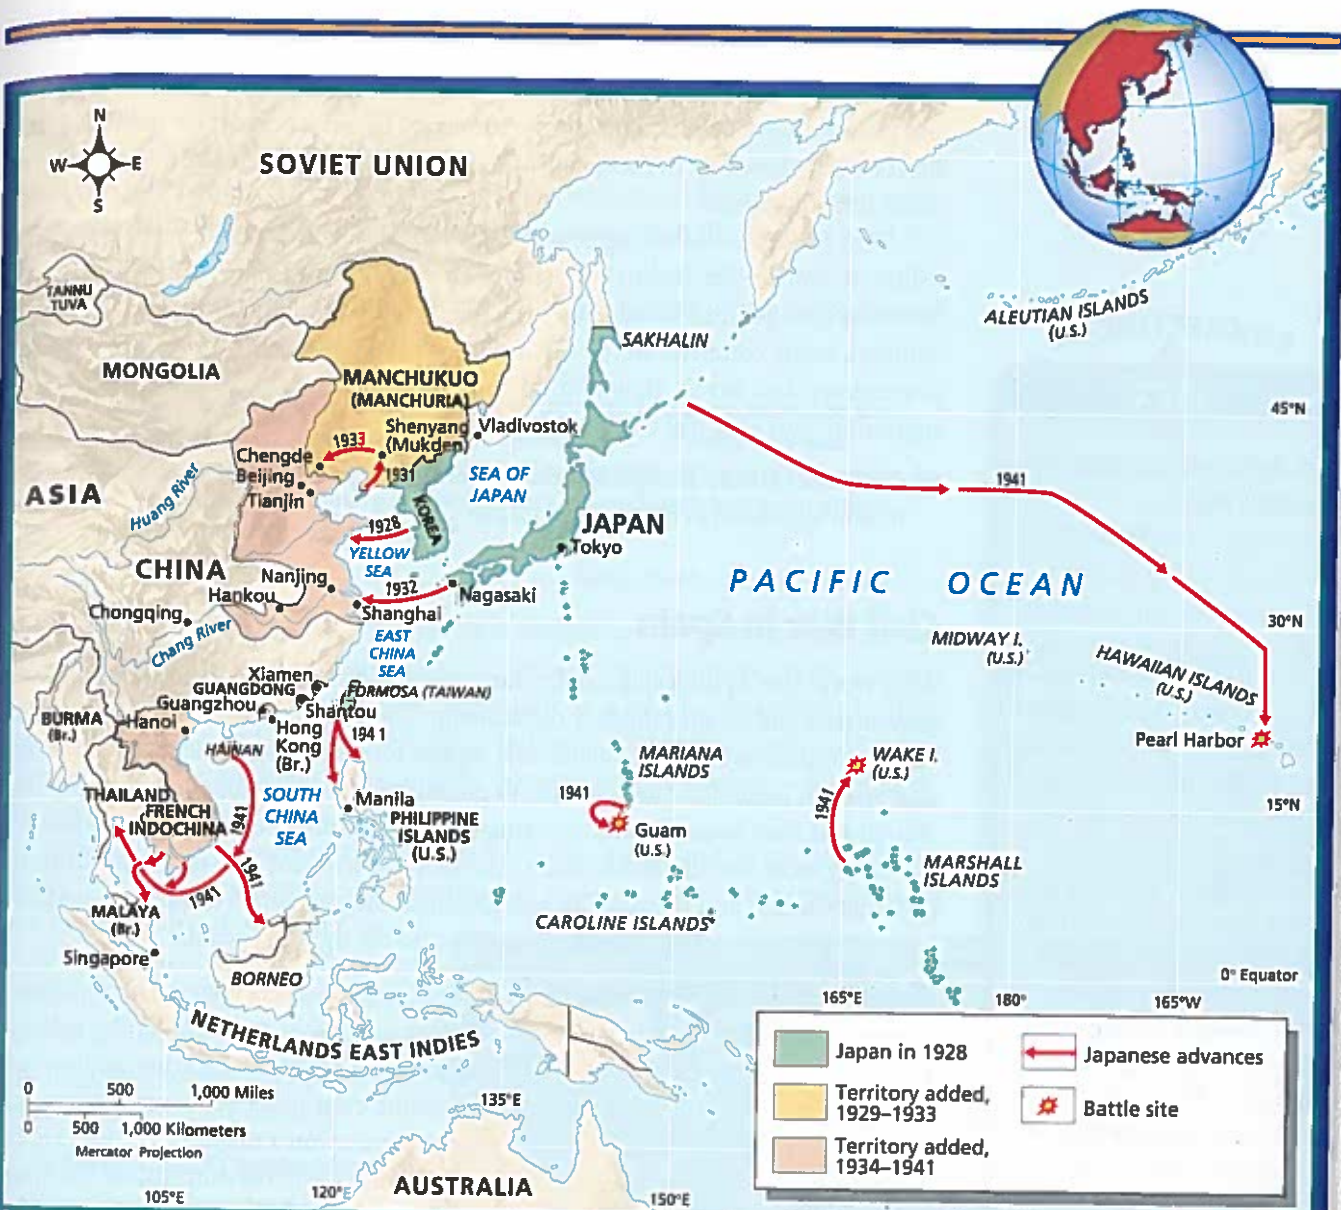 N
W
E
S
SOVIET UNION
TANNU
TUVA
MONGOLIA
MANCHUKUO
(MANCHURIA)
Shenyang
(Mukden)
Vladivostok
1933
1931
Chengde
Beijing
Tianjin
SAKHALIN
ALEUTIAN ISLANDS
(U.S.)
45°N
ASIA
Huang River
SEA OF
JAPAN
KOREA
JAPAN
Tokyo
1941
1928
YELLOW
SEA
CHINA
Nanjing
Hankou
1932
Nagasaki
Shanghai
Chongqing
Chang River
EAST
CHINA
SEA
PACIFIC OCEAN
30°N
MIDWAY I.
(U.S.)
HAWAIIAN ISLANDS
(U.S.)
Pearl Harbor
Xiamen
GUANGDONG
Guangzhou
FORMOSA (TAIWAN)
Shantou
Hong
Kong
(Br.)
1941
BURMA
(Br.)
Hanoi
HAINAN
MARIANA
ISLANDS
WAKE I.
(U.S.)
15°N
THAILAND
FRENCH
INDOCHINA
1941
SOUTH
CHINA
SEA
Manila
PHILIPPINE
ISLANDS
(U.S.)
1941
Guam
(U.S.)
1941
MARSHALL
ISLANDS
1941
1941
MALAYA
(Br.)
Singapore
CAROLINE ISLANDS
BORNEO
0° Equator
165°E
180°
165°W
NETHERLANDS EAST INDIES
0 500 1,000 Miles
0 500 1,000 Kilometers
Mercator Projection
135°E
105°E
120°E
AUSTRALIA
150°E
Japan in 1928
Territory added,
1929–1933
Territory added,
1934–1941
Japanese advances
Battle site